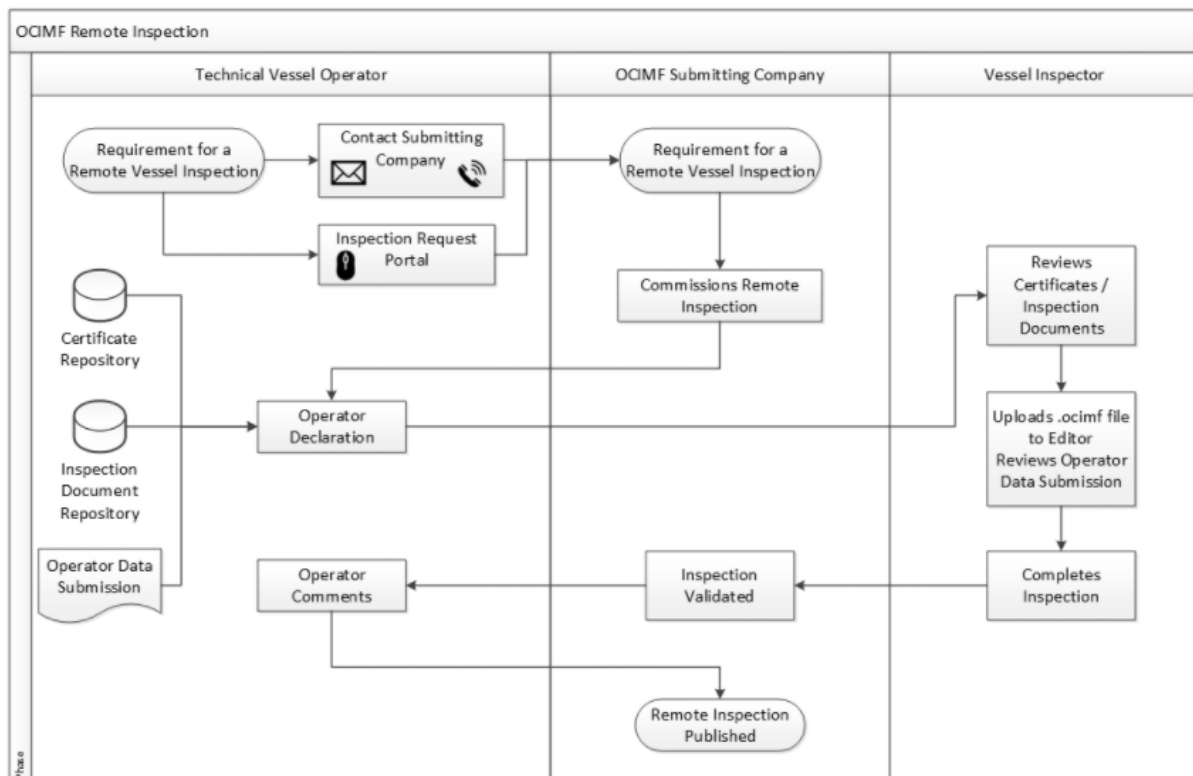 OCIMF Remote Inspection
Technical Vessel Operator
OCIMF Submitting Company
Vessel Inspector
Requirement for a
Remote Vessel Inspection
Contact Submitting
Company
Inspection Request
Portal
Requirement for a
Remote Vessel Inspection
Commissions Remote
Inspection
Reviews
Certificates /
Inspection
Documents
Certificate
Repository
Operator
Declaration
Inspection
Document
Repository
Uploads .ocimf file
to Editor
Reviews Operator
Data Submission
Operator Data
Submission
Operator
Comments
Inspection
Validated
Completes
Inspection
Remote Inspection
Published
Phase